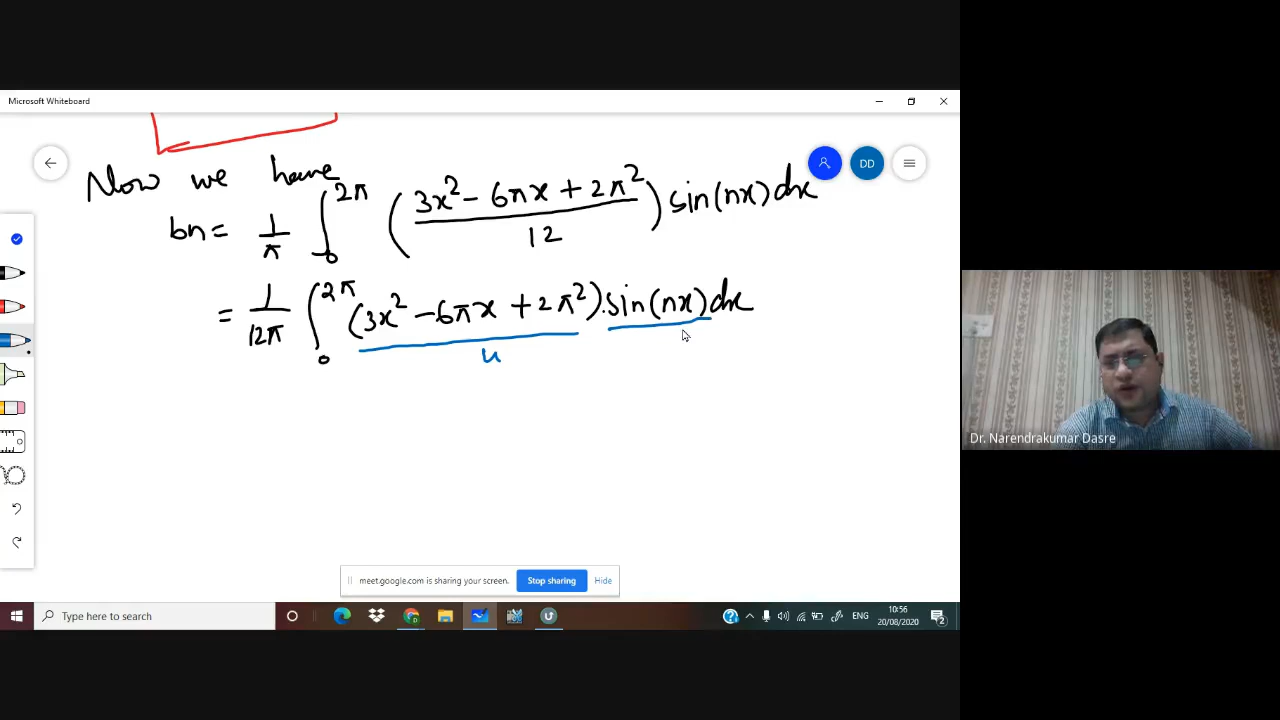 Microsoft Whiteboard
Now we have
bn = 1/π ∫₀^2π ( (3x² - 6πx + 2π²) / 12 ) sin(nx) dx
= 1/12π ∫₀^2π (3x² - 6πx + 2π²). sin(nx) dx
u
DD
Dr. Narendrakumar Dasre
meet.google.com is sharing your screen. Stop sharing Hide
Type here to search
ENG
10:56
20/08/2020
2